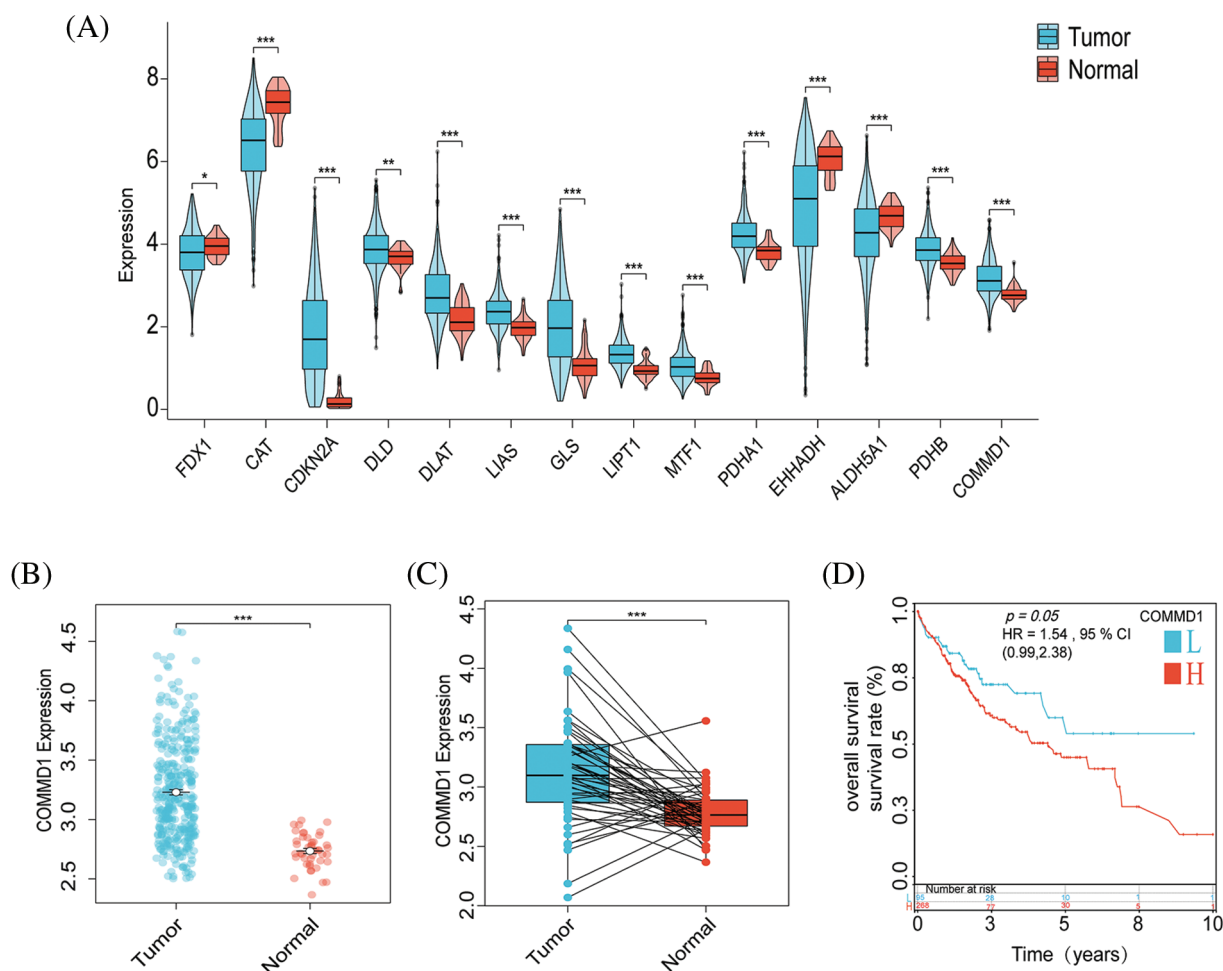 (A)
Tumor
Normal
Expression
8
6
4
2
0
*
***
***
**
***
***
***
***
***
***
***
***
***
***
FDX1
CAT
CDKN2A
DLD
DLAT
LIAS
GLS
LIPT1
MTF1
PDHA1
EHHADH
ALDH5A1
PDHB
COMMD1
(B)
COMMD1 Expression
4.5
4.0
3.5
3.0
2.5
***
Tumor
Normal
(C)
COMMD1 Expression
4.5
4.0
3.5
3.0
2.5
2.0
***
Tumor
Normal
(D)
overall surviral
survival rate (%)
1.0
0.8
0.5
0.3
0.0
p = 0.05
HR = 1.54 , 95 % CI
(0.99,2.38)
COMMD1
L
H
Number at risk
L 95 28 10 1 1
H 268 77 30 5 1
0 3 5 8 10
Time (years)